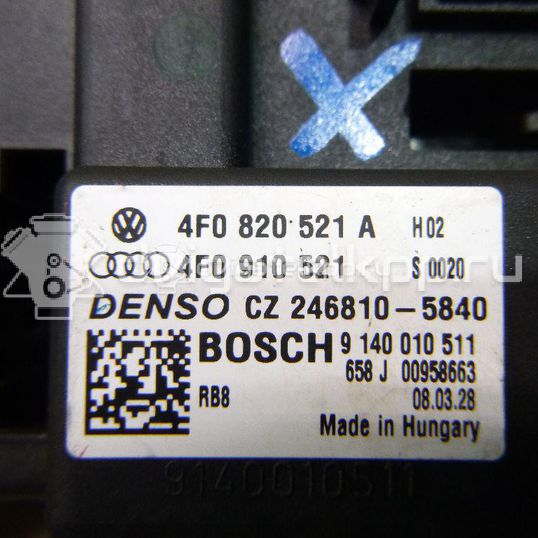 4F0 820 521 A H02
4F0 910 521 S 0020
DENSO CZ 246810-5840
BOSCH 9 140 010 511
658 J 00958663
RB8 08.03.28
Made in Hungary
9140010511